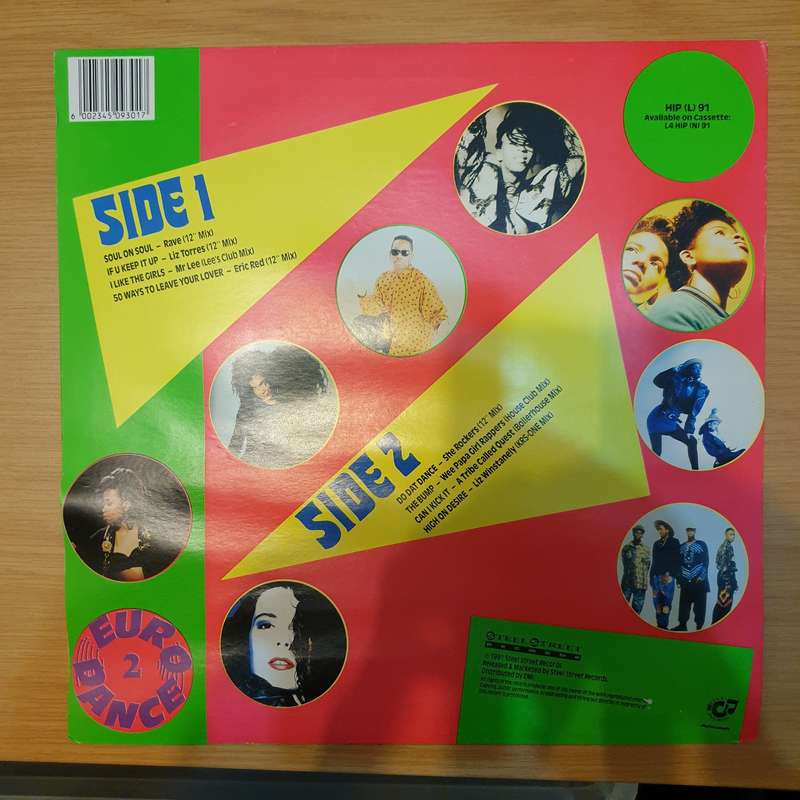 6 002345 093017
HIP (L) 91
Available on Cassette:
L4 HIP (N) 91
SIDE 1
SOUL ON SOUL – Rave (12" Mix)
IF U KEEP IT UP – Liz Torres (12" Mix)
I LIKE THE GIRLS – Mr Lee (Lee's Club Mix)
50 WAYS TO LEAVE YOUR LOVER – Eric Red (12" Mix)
SIDE 2
DO DAT DANCE – She Rockers (12" Mix)
THE BUMP – Wee Papa Girl Rappers (House Club Mix)
CAN I KICK IT – A Tribe Called Quest (Boilerhouse Mix)
HIGH ON DESIRE – Liz Winstanely (KRS-ONE Mix)
EURO
2
DANCE
STEEL STREET
RECORDS
© 1991 Steel Street Records.
Released & Marketed by Steel Street Records.
Distributed by EMI.